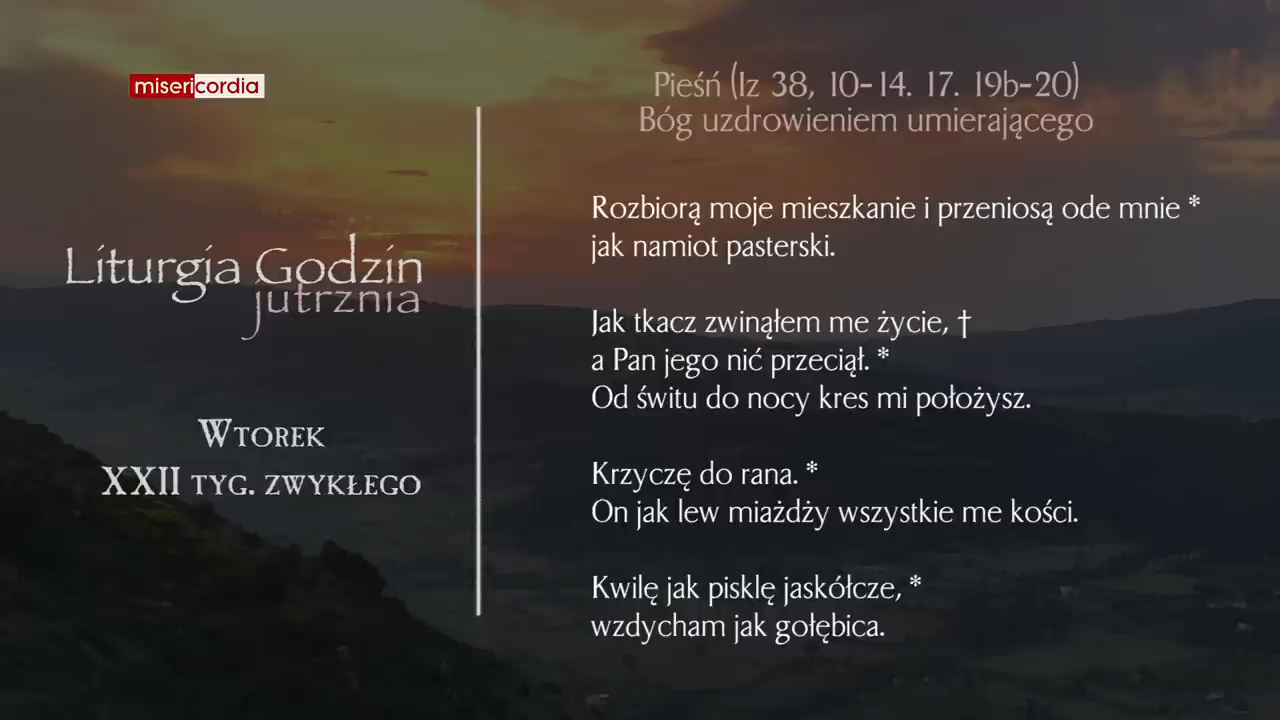 misericordia
Liturgia Godzin
jutrznia
Wtorek
XXII tyg. zwykłego
Pieśń (Iz 38, 10-14. 17. 19b-20)
Bóg uzdrowieniem umierającego
Rozbiorą moje mieszkanie i przeniosą ode mnie *
jak namiot pasterski.
Jak tkacz zwinąłem me życie, †
a Pan jego nić przeciął. *
Od świtu do nocy kres mi położysz.
Krzyczę do rana. *
On jak lew miażdży wszystkie me kości.
Kwilę jak pisklę jaskółcze, *
wzdycham jak gołębica.